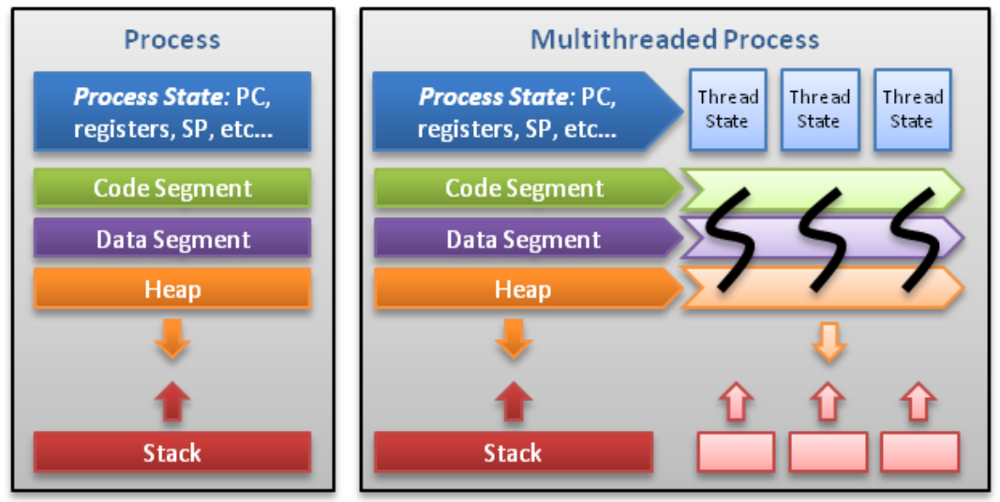 Process
Process State: PC,
registers, SP, etc...
Code Segment
Data Segment
Heap
Stack
Multithreaded Process
Process State: PC,
registers, SP, etc...
Thread
State
Thread
State
Thread
State
Code Segment
Data Segment
Heap
Stack